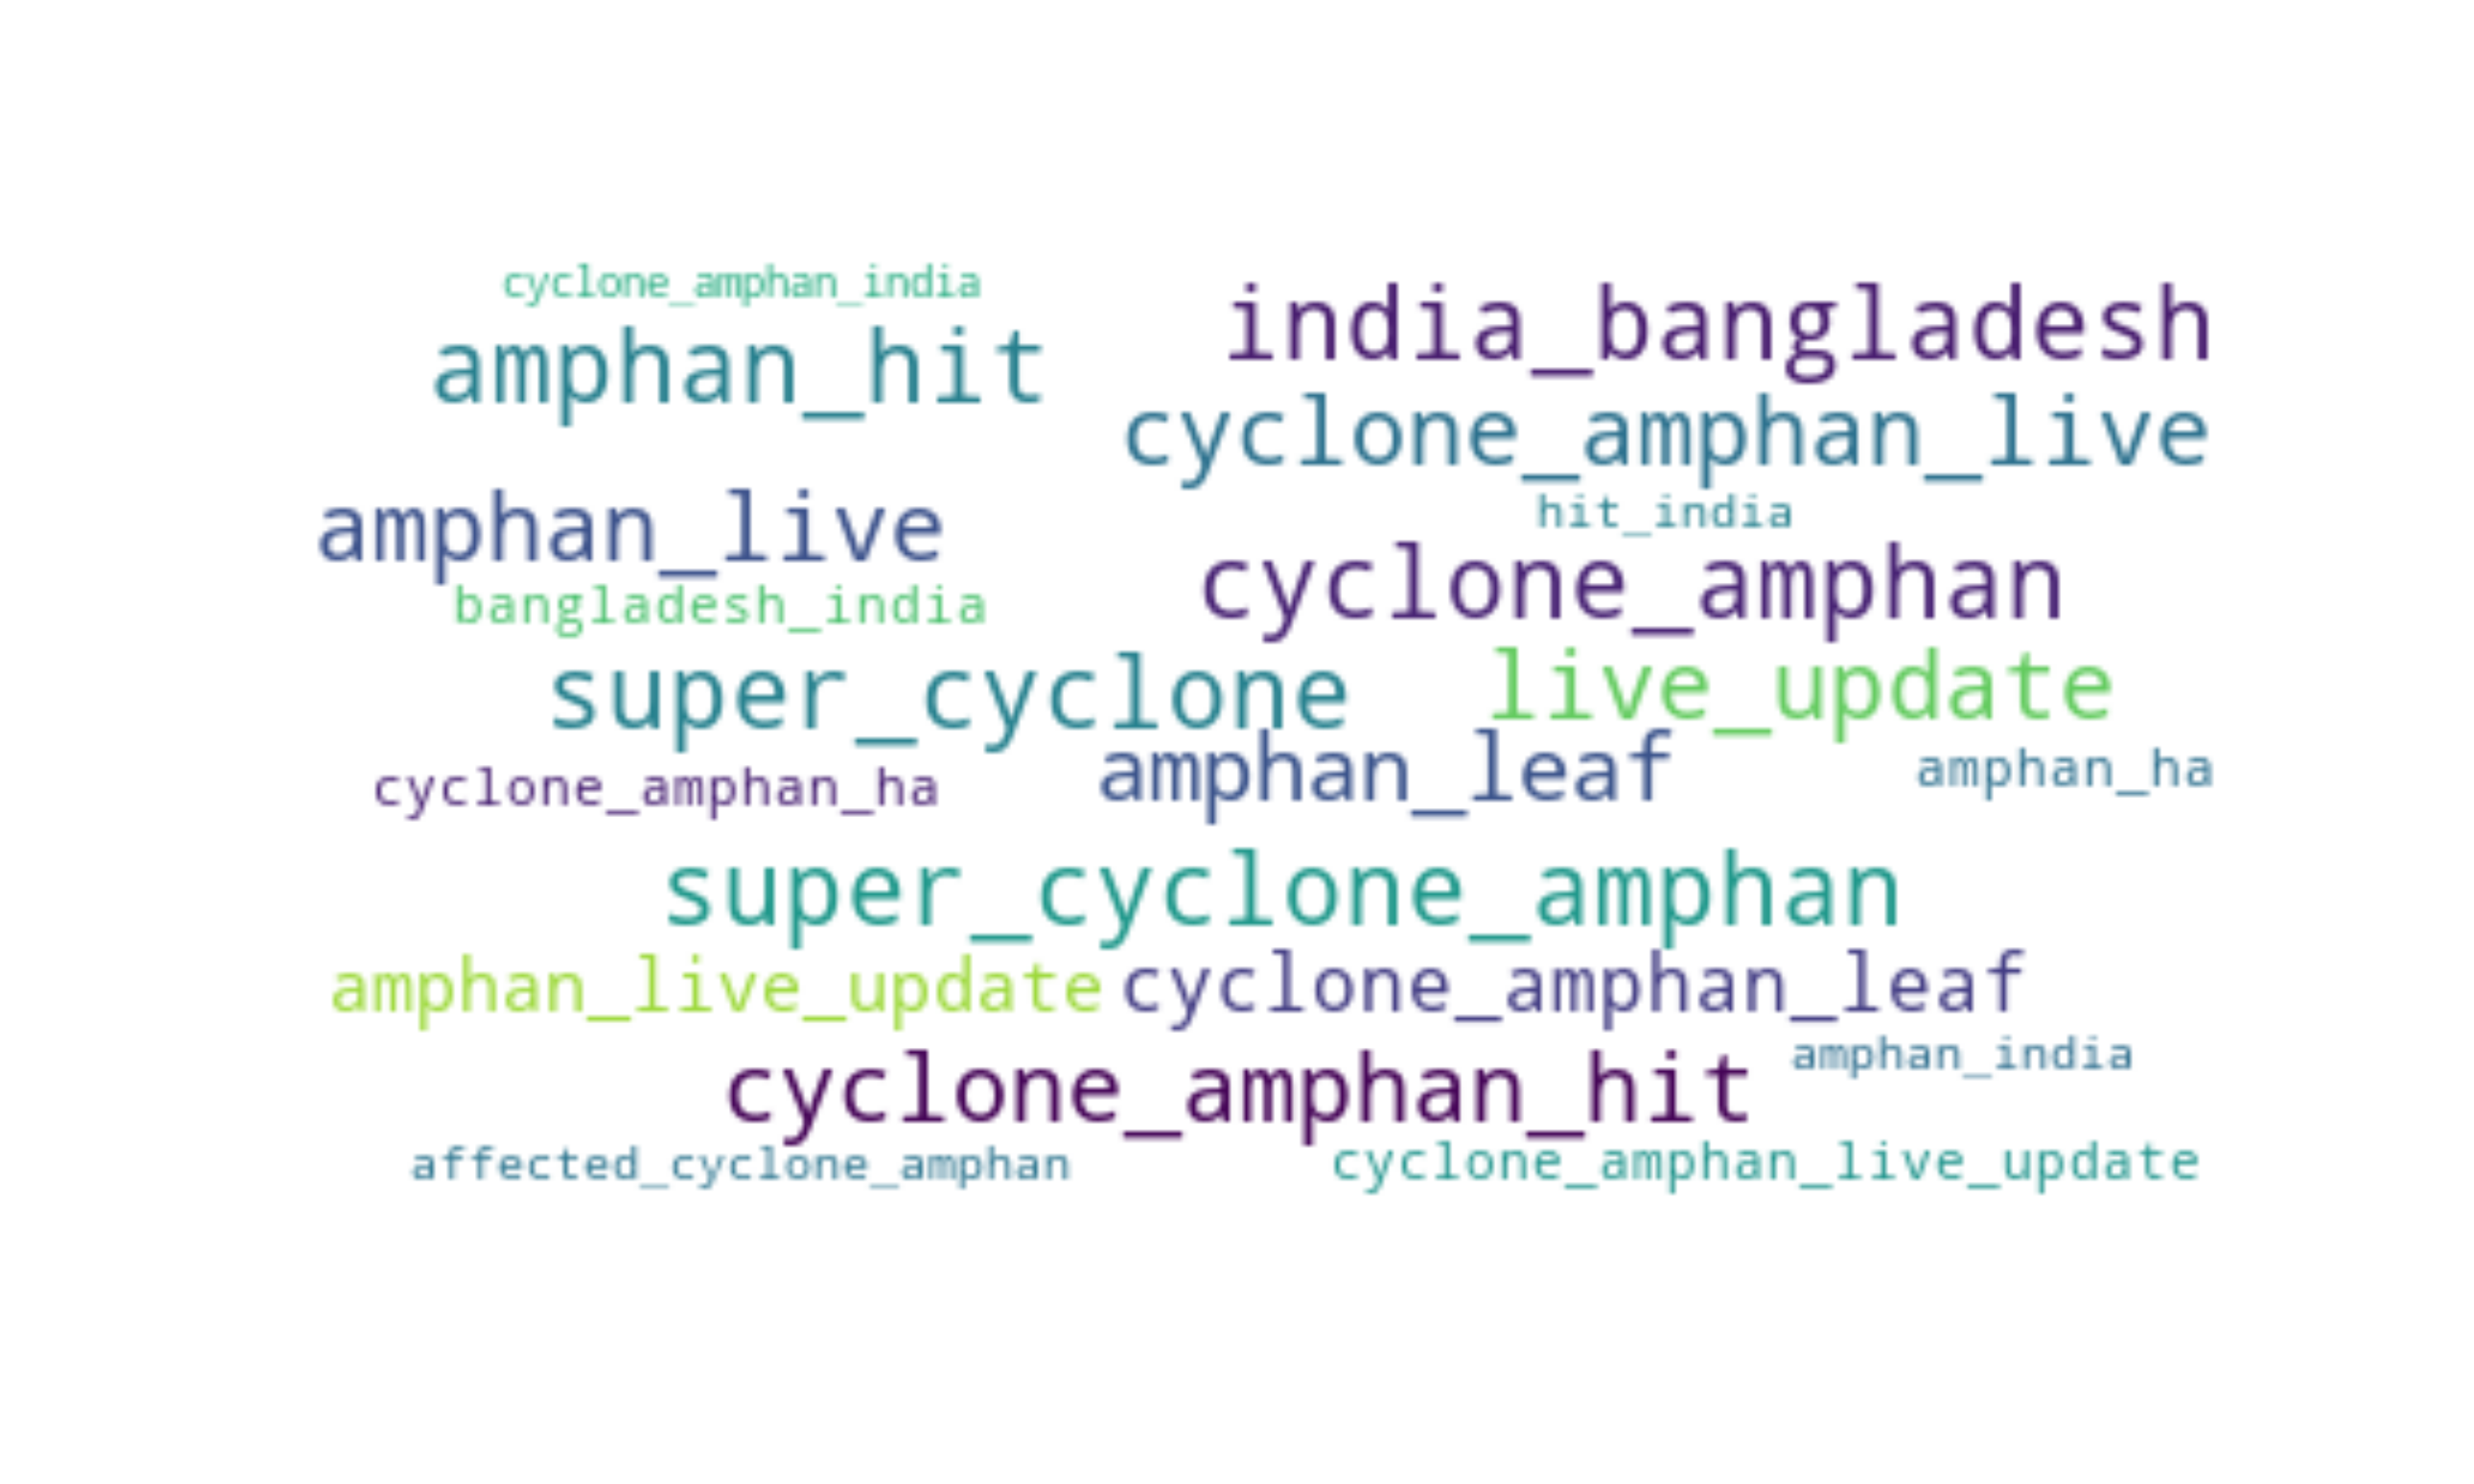 cyclone_amphan_india
india_bangladesh
amphan_hit
cyclone_amphan_live
hit_india
amphan_live
cyclone_amphan
bangladesh_india
super_cyclone
live_update
amphan_leaf
amphan_ha
cyclone_amphan_ha
super_cyclone_amphan
amphan_live_update
cyclone_amphan_leaf
amphan_india
cyclone_amphan_hit
affected_cyclone_amphan
cyclone_amphan_live_update